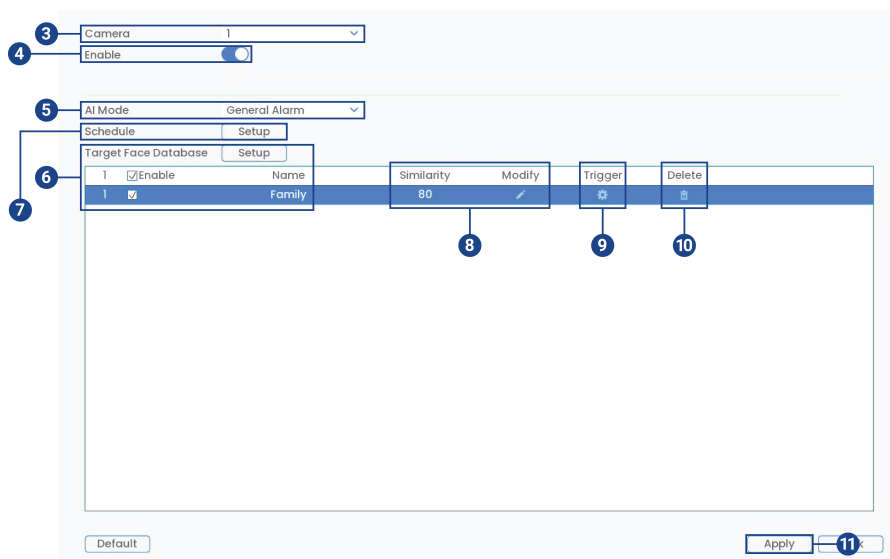 3 Camera 1
4 Enable
5 AI Mode General Alarm
7 Schedule Setup
6 Target Face Database Setup
1 Enable Name Similarity Modify Trigger Delete
1 Family 80
8 9 10
Default Apply 11